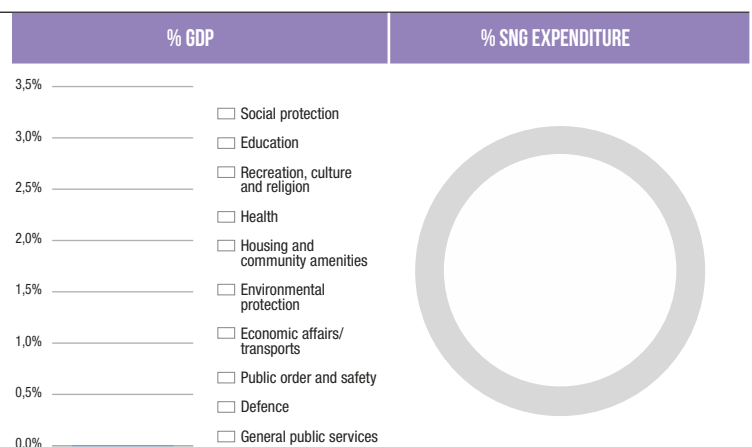 % GDP
% SNG EXPENDITURE
3,5%
3,0%
2,5%
2,0%
1,5%
1,0%
0,5%
0,0%
Social protection
Education
Recreation, culture
and religion
Health
Housing and
community amenities
Environmental
protection
Economic affairs/
transports
Public order and safety
Defence
General public services